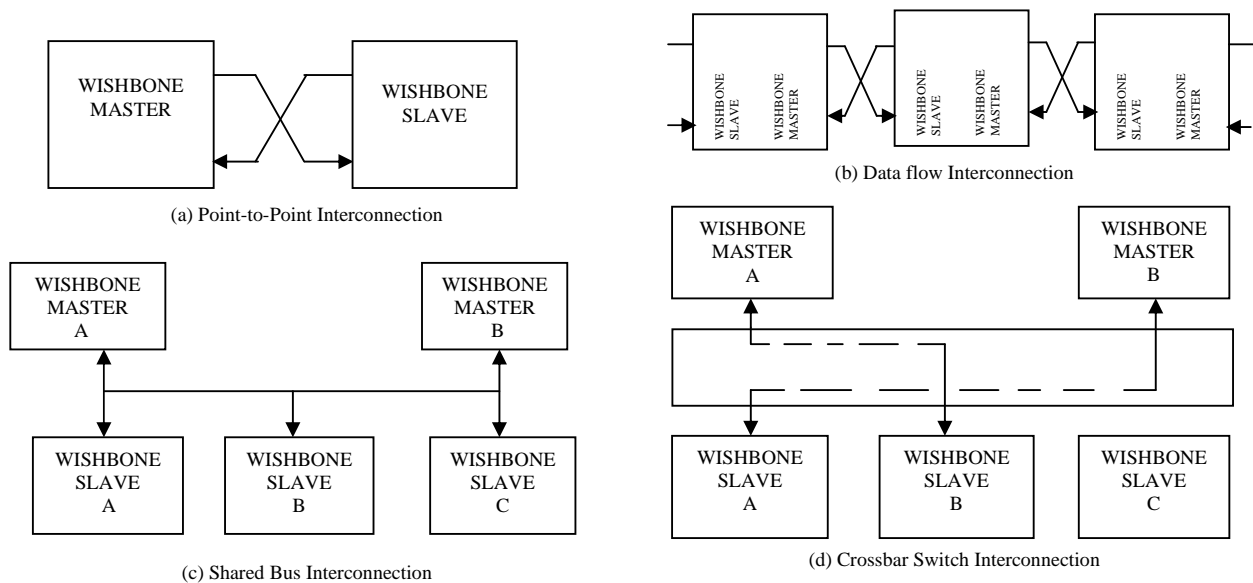 WISHBONE
MASTER
WISHBONE
SLAVE
(a) Point-to-Point Interconnection
WISHBONE
SLAVE
WISHBONE
MASTER
WISHBONE
SLAVE
WISHBONE
MASTER
WISHBONE
SLAVE
WISHBONE
MASTER
(b) Data flow Interconnection
WISHBONE
MASTER
A
WISHBONE
MASTER
B
WISHBONE
SLAVE
A
WISHBONE
SLAVE
B
WISHBONE
SLAVE
C
(c) Shared Bus Interconnection
WISHBONE
MASTER
A
WISHBONE
MASTER
B
WISHBONE
SLAVE
A
WISHBONE
SLAVE
B
WISHBONE
SLAVE
C
(d) Crossbar Switch Interconnection